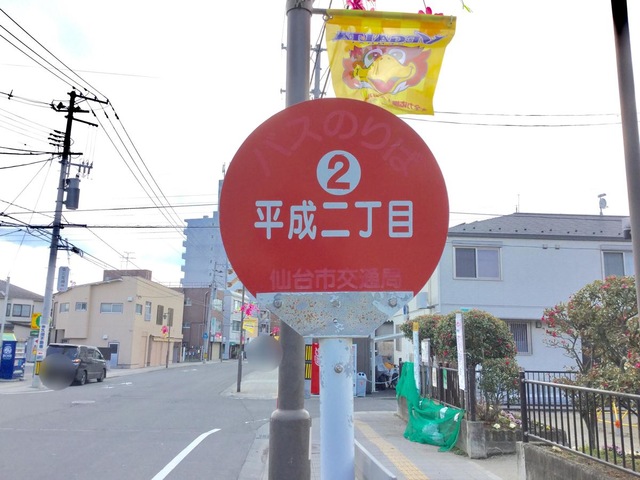 バスのりば
2
平成二丁目
仙台市交通局